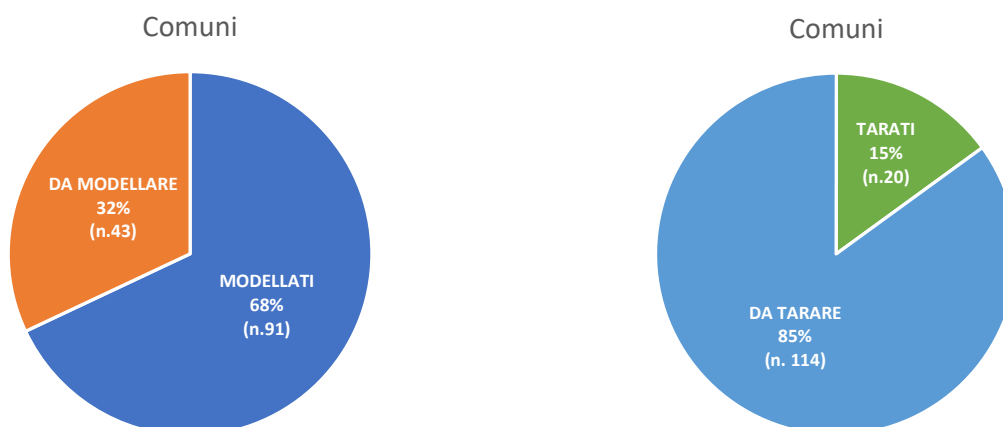 Comuni
DA MODELLARE
32%
(n.43)
MODELLATI
68%
(n.91)
Comuni
TARATI
15%
(n.20)
DA TARARE
85%
(n. 114)